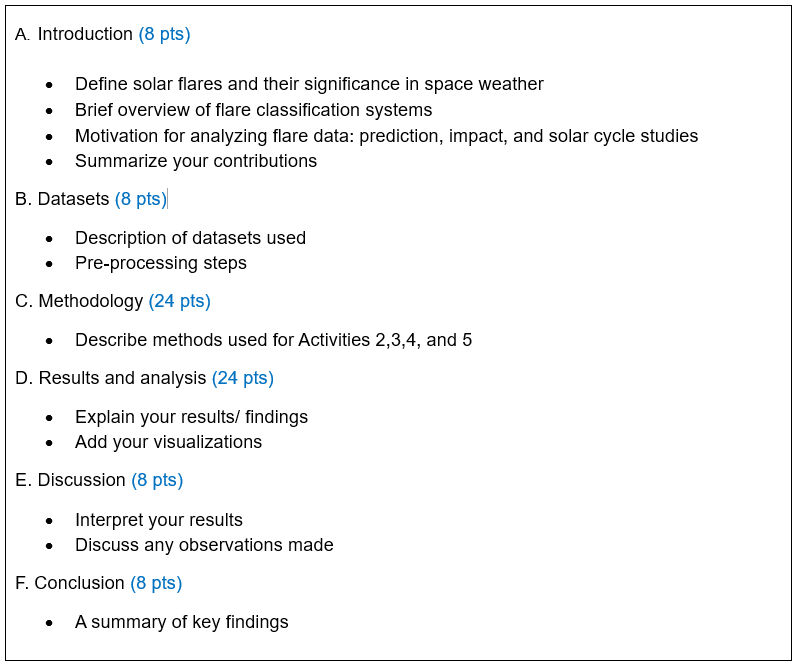 A. Introduction (8 pts)
• Define solar flares and their significance in space weather
• Brief overview of flare classification systems
• Motivation for analyzing flare data: prediction, impact, and solar cycle studies
• Summarize your contributions
B. Datasets (8 pts)
• Description of datasets used
• Pre-processing steps
C. Methodology (24 pts)
• Describe methods used for Activities 2,3,4, and 5
D. Results and analysis (24 pts)
• Explain your results/ findings
• Add your visualizations
E. Discussion (8 pts)
• Interpret your results
• Discuss any observations made
F. Conclusion (8 pts)
• A summary of key findings